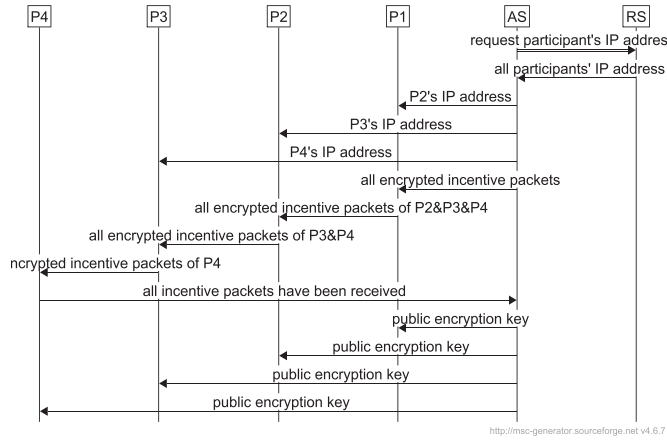 P4 P3 P2 P1 AS RS
request participant's IP addres
all participants' IP address
P2's IP address
P3's IP address
P4's IP address
all encrypted incentive packets
all encrypted incentive packets of P2&P3&P4
all encrypted incentive packets of P3&P4
ncrypted incentive packets of P4
all incentive packets have been received
public encryption key
public encryption key
public encryption key
public encryption key
http://msc-generator.sourceforge.net v4.6.7